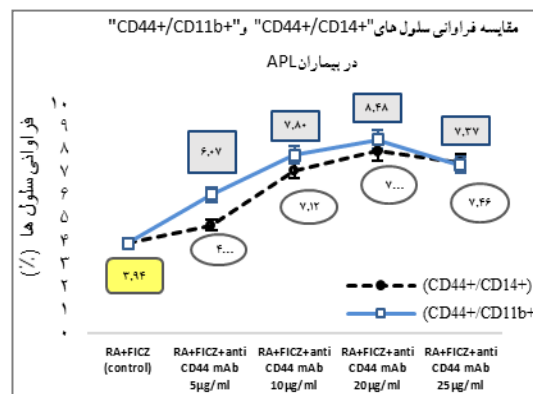 مقایسه فراوانی سلول های"CD44+/CD14+" و"CD44+/CD11b+"
در بیماران APL
فراوانی سلول ها (%)
۱۰
۹
۸
۷
۶
۵
۴
۳
۲
۱
۰
۸,۴۸
۷,۸۰
۷,۳۷
۶,۰۷
۷...
۷,۱۲
۷,۴۶
۴...
۳,۹۴
(CD44+/CD14+)
(CD44+/CD11b+
RA+FICZ (control)
RA+FICZ+anti CD44 mAb 5µg/ml
RA+FICZ+anti CD44 mAb 10µg/ml
RA+FICZ+anti CD44 mAb 20µg/ml
RA+FICZ+anti CD44 mAb 25µg/ml